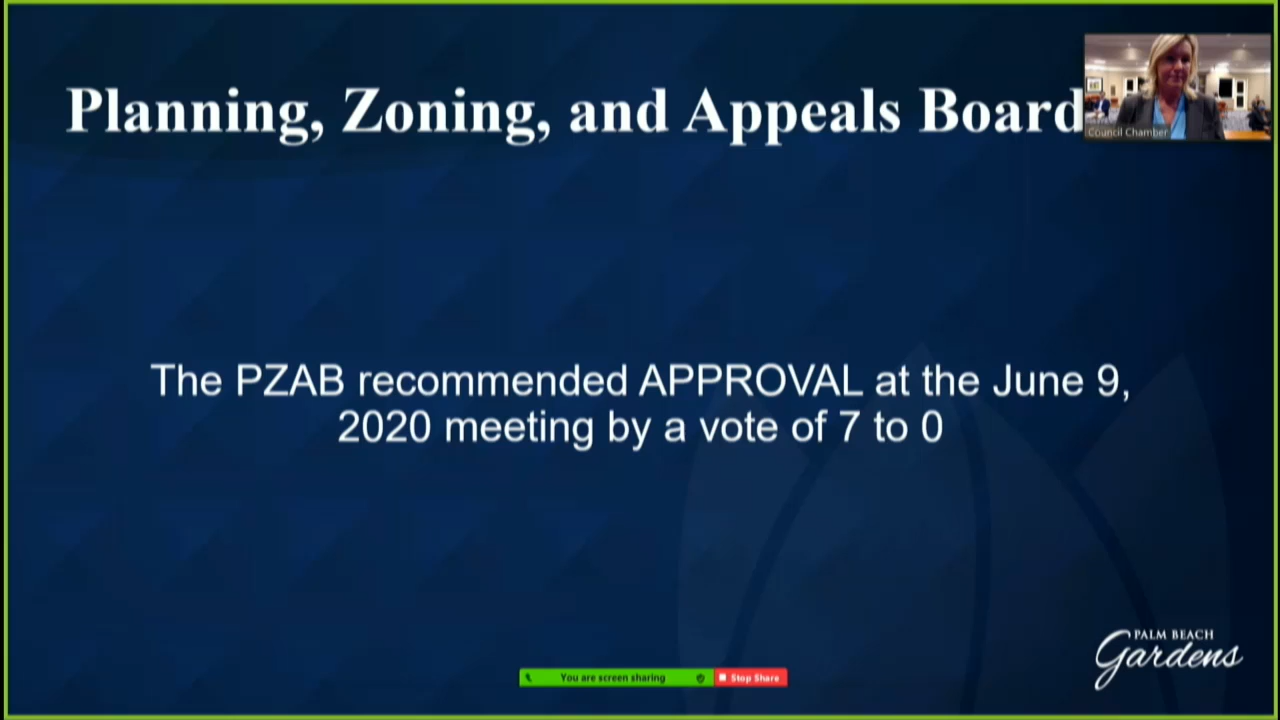 Planning, Zoning, and Appeals Board
Council Chamber
The PZAB recommended APPROVAL at the June 9,
2020 meeting by a vote of 7 to 0
PALM BEACH
Gardens
You are screen sharing
Stop Share